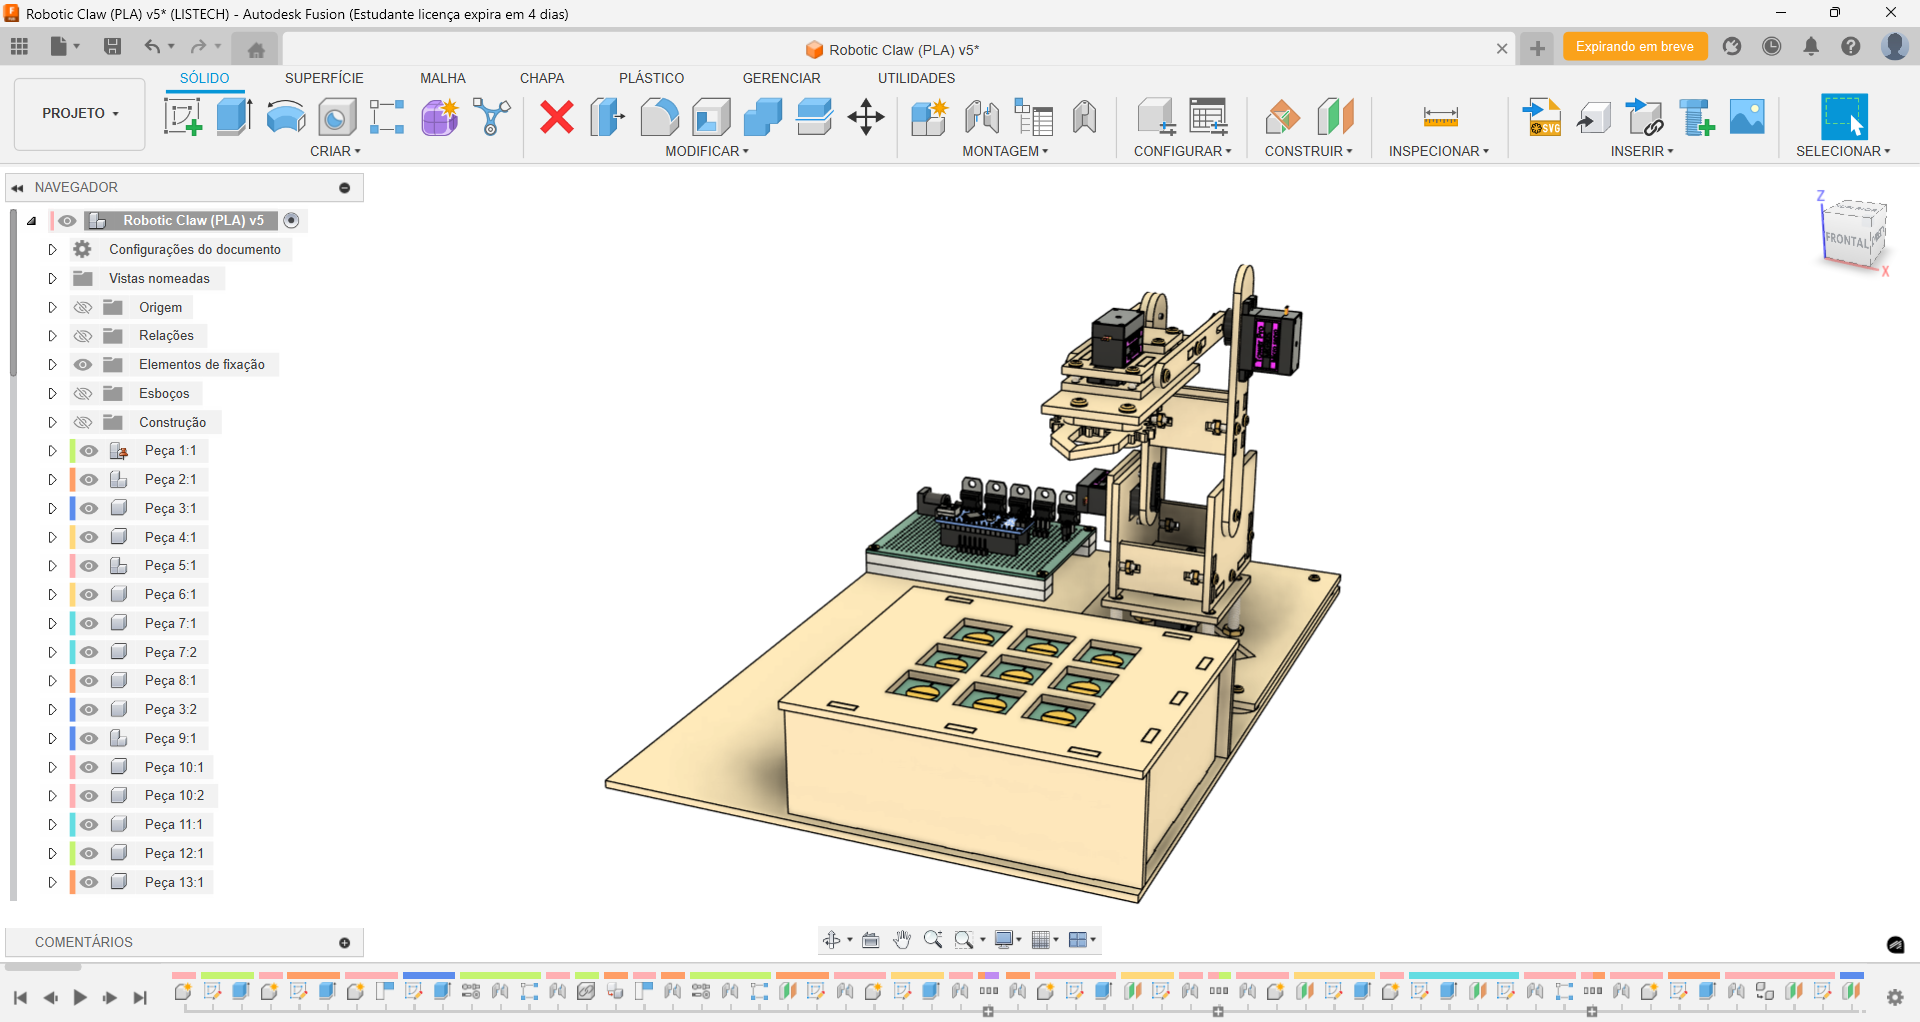 Robotic Claw (PLA) v5* (LISTECH) - Autodesk Fusion (Estudante licença expira em 4 dias)
Robotic Claw (PLA) v5*
Expirando em breve
SÓLIDO SUPERFÍCIE MALHA CHAPA PLÁSTICO GERENCIAR UTILIDADES
PROJETO
SVG
CRIAR MODIFICAR MONTAGEM CONFIGURAR CONSTRUIR INSPECIONAR INSERIR SELECIONAR
NAVEGADOR
Robotic Claw (PLA) v5
Configurações do documento
Vistas nomeadas
Origem
Relações
Elementos de fixação
Esboços
Construção
Peça 1:1
Peça 2:1
Peça 3:1
Peça 4:1
Peça 5:1
Peça 6:1
Peça 7:1
Peça 7:2
Peça 8:1
Peça 3:2
Peça 9:1
Peça 10:1
Peça 10:2
Peça 11:1
Peça 12:1
Peça 13:1
Z
FRONTAL
X
COMENTÁRIOS